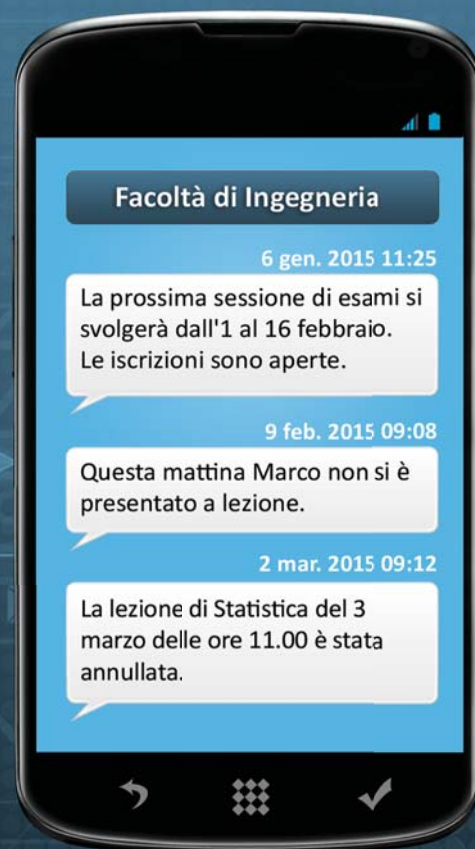 Facoltà di Ingegneria
6 gen. 2015 11:25
La prossima sessione di esami si
svolgerà dall'1 al 16 febbraio.
Le iscrizioni sono aperte.
9 feb. 2015 09:08
Questa mattina Marco non si è
presentato a lezione.
2 mar. 2015 09:12
La lezione di Statistica del 3
marzo delle ore 11.00 è stata
annullata.